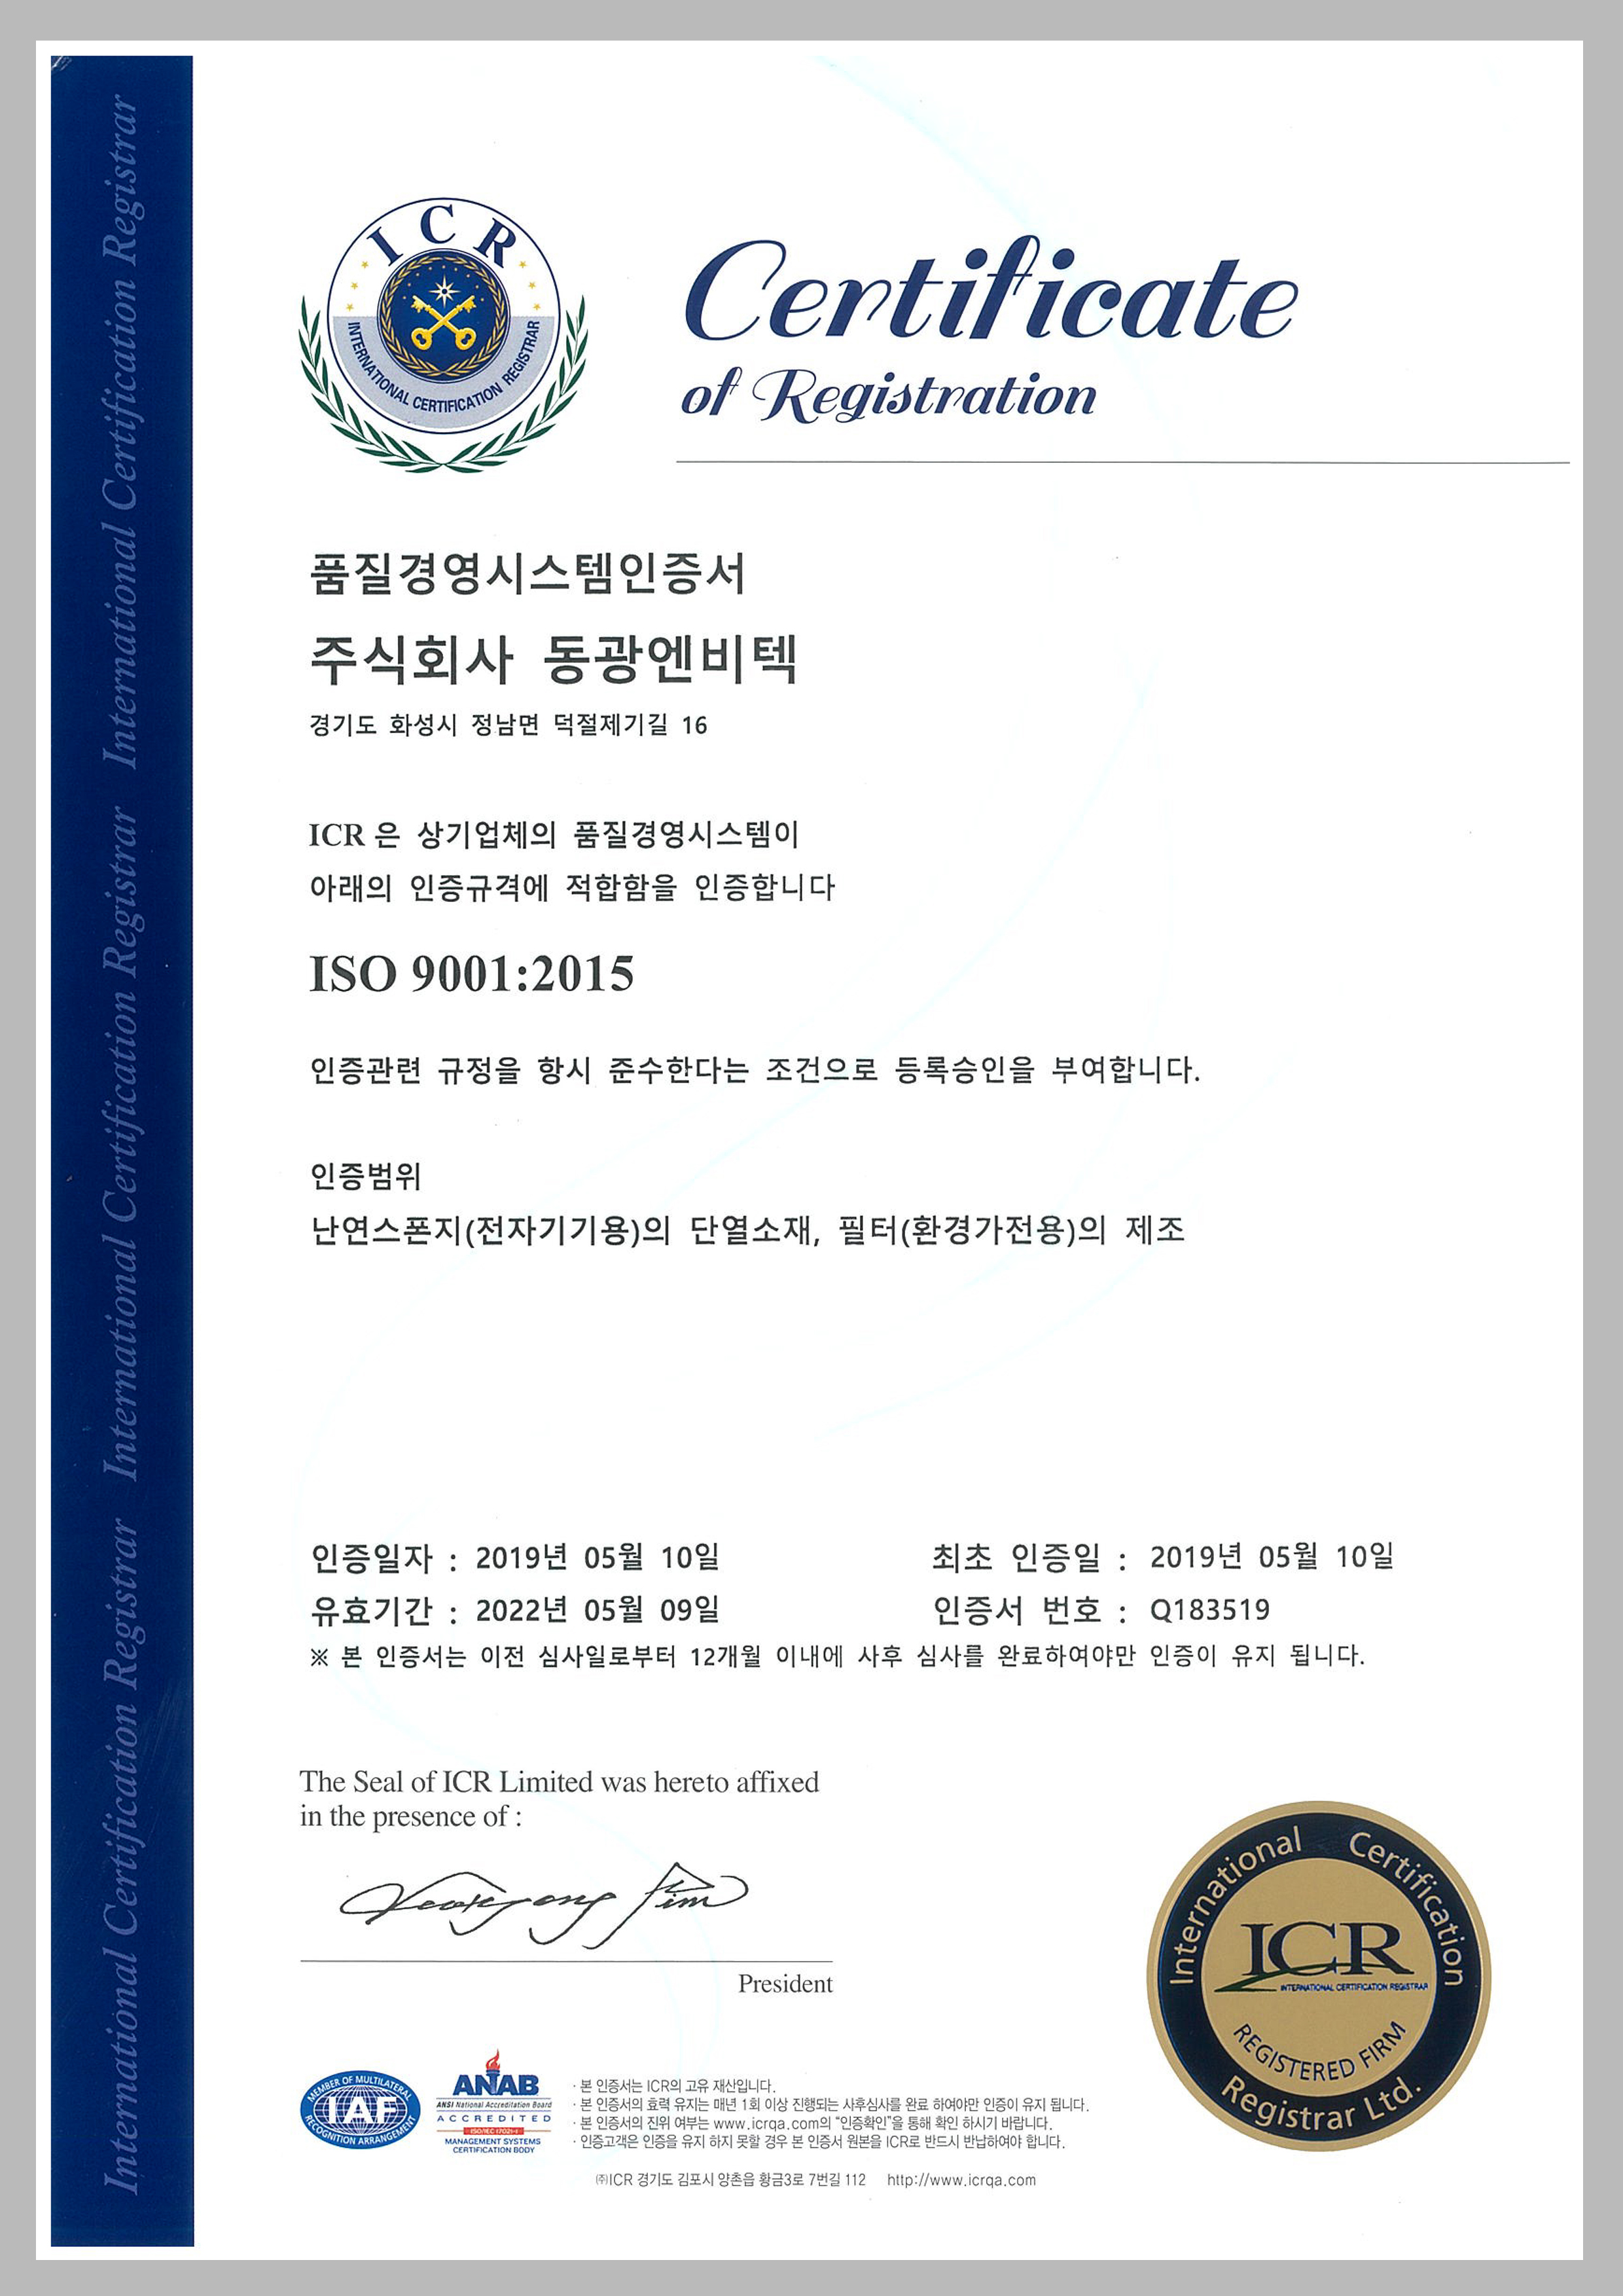 International Certification Registrar International Certification Registrar International Certification Registrar
ICR
INTERNATIONAL CERTIFICATION REGISTRAR
Certificate
of Registration
품질경영시스템인증서
주식회사 동광엔비텍
경기도 화성시 정남면 덕절제기길 16
ICR 은 상기업체의 품질경영시스템이
아래의 인증규격에 적합함을 인증합니다
ISO 9001:2015
인증관련 규정을 항시 준수한다는 조건으로 등록승인을 부여합니다.
인증범위
난연스폰지(전자기기용)의 단열소재, 필터(환경가전용)의 제조
인증일자 : 2019년 05월 10일
최초 인증일 : 2019년 05월 10일
유효기간 : 2022년 05월 09일
인증서 번호 : Q183519
※ 본 인증서는 이전 심사일로부터 12개월 이내에 사후 심사를 완료하여야만 인증이 유지 됩니다.
The Seal of ICR Limited was hereto affixed
in the presence of :
President
International Certification
ICR
INTERNATIONAL CERTIFICATION REGISTRAR
REGISTERED FIRM
Registrar Ltd.
MEMBER OF MULTILATERAL
IAF
RECOGNITION ARRANGEMENT
ANAB
ANSI National Accreditation Board
ACCREDITED
ISO/IEC 17021-1
MANAGEMENT SYSTEMS
CERTIFICATION BODY
· 본 인증서는 ICR의 고유 재산입니다.
· 본 인증서의 효력 유지는 매년 1회 이상 진행되는 사후심사를 완료 하여야만 인증이 유지 됩니다.
· 본 인증서의 진위 여부는 www.icrqa.com의 "인증확인"을 통해 확인 하시기 바랍니다.
· 인증고객은 인증을 유지 하지 못할 경우 본 인증서 원본을 ICR로 반드시 반납하여야 합니다.
㈜ICR 경기도 김포시 양촌읍 황금3로 7번길 112 http://www.icrqa.com